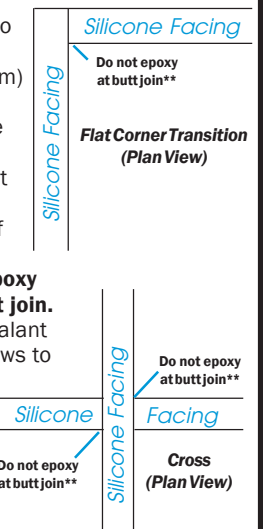 o
m)
e
t
f
poxy
t join.
alant
ws to
Silicone Facing
Do not epoxy
at butt join**
Silicone Facing
Flat Corner Transition
(Plan View)
Do not epoxy
at butt join**
Silicone Facing
Silicone Facing
Do not epoxy
at butt join**
Cross
(Plan View)